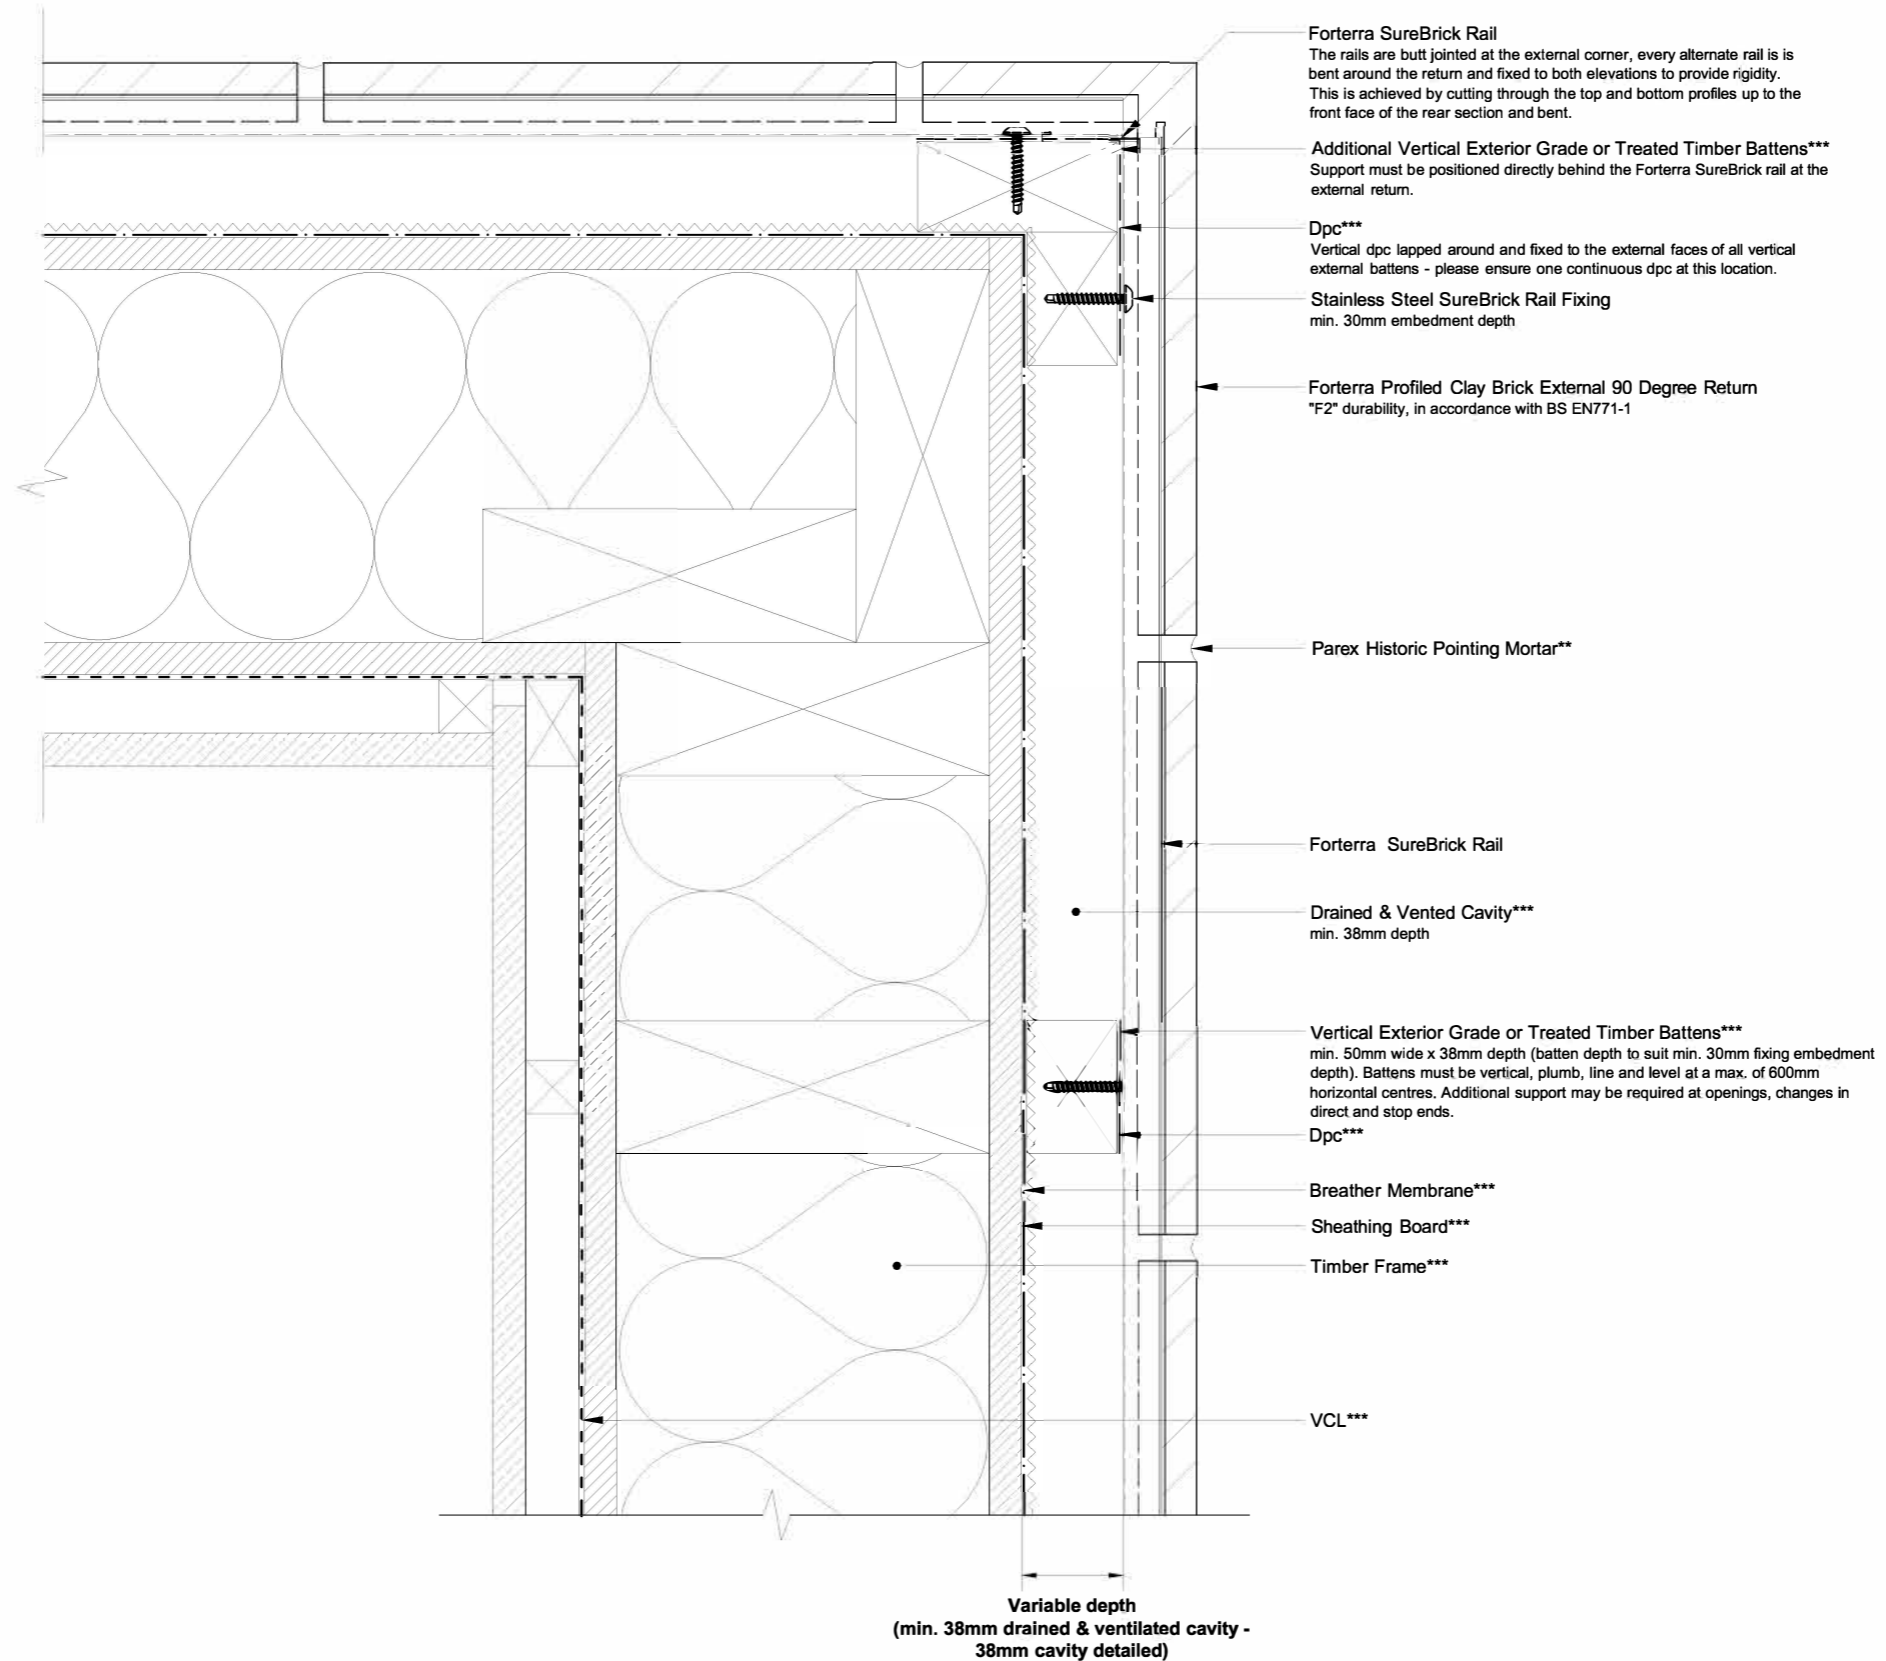 Forterra SureBrick Rail
The rails are butt jointed at the external corner, every alternate rail is is
bent around the return and fixed to both elevations to provide rigidity.
This is achieved by cutting through the top and bottom profiles up to the
front face of the rear section and bent.
Additional Vertical Exterior Grade or Treated Timber Battens***
Support must be positioned directly behind the Forterra SureBrick rail at the
external return.
Dpc***
Vertical dpc lapped around and fixed to the external faces of all vertical
external battens - please ensure one continuous dpc at this location.
Stainless Steel SureBrick Rail Fixing
min. 30mm embedment depth
Forterra Profiled Clay Brick External 90 Degree Return
"F2" durability, in accordance with BS EN771-1
Parex Historic Pointing Mortar**
Forterra SureBrick Rail
Drained & Vented Cavity***
min. 38mm depth
Vertical Exterior Grade or Treated Timber Battens***
min. 50mm wide x 38mm depth (batten depth to suit min. 30mm fixing embedment
depth). Battens must be vertical, plumb, line and level at a max. of 600mm
horizontal centres. Additional support may be required at openings, changes in
direct and stop ends.
Dpc***
Breather Membrane***
Sheathing Board***
Timber Frame***
VCL***
Variable depth
(min. 38mm drained & ventilated cavity -
38mm cavity detailed)